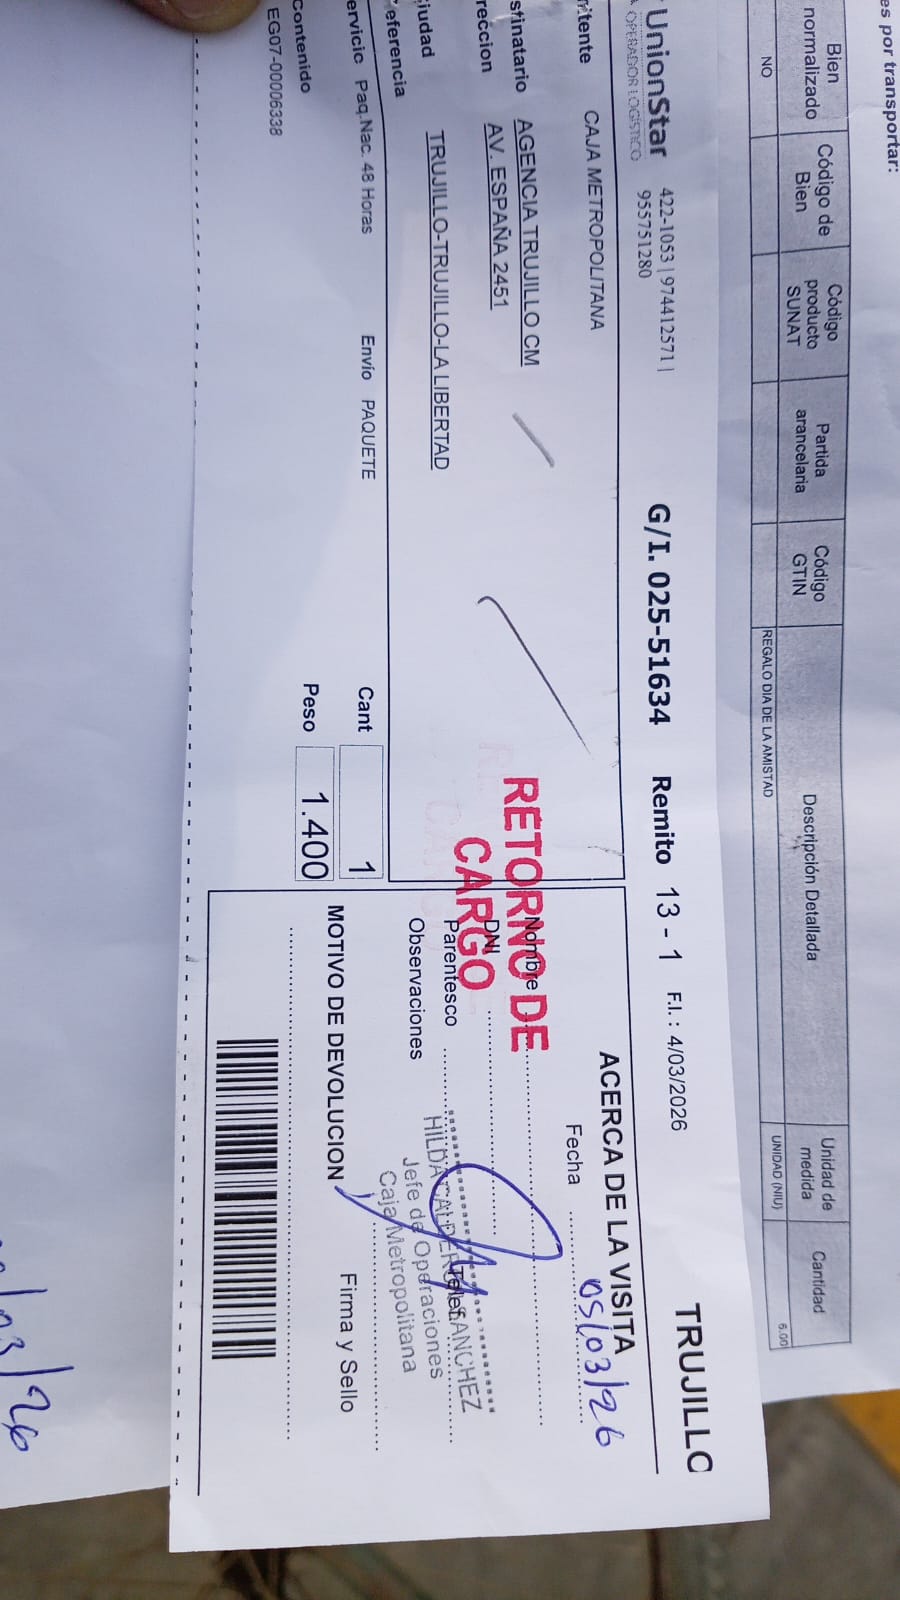 es por transportar:
Bien normalizado
Código de Bien
Código producto SUNAT
Partida arancelaria
Código GTIN
Descripción Detallada
Unidad de medida
Cantidad
NO
REGALO DIA DE LA AMISTAD
UNIDAD (NIU)
6.00
UnionStar
OPERADOR LOGÍSTICO
422-1053 | 974412571 |
955751280
G/I. 025-51634 Remito 13 - 1 F.I.: 4/03/2026
TRUJILLO
mitente CAJA METROPOLITANA
stinatario AGENCIA TRUJILLO CM
reccion AV. ESPAÑA 2451
iudad TRUJILLO-TRUJILLO-LA LIBERTAD
eferencia
ervicio Paq.Nac. 48 Horas Envío PAQUETE Cant 1
contenido Peso 1.400
EG07-00006338
RETORNO DE
CARGO
ACERCA DE LA VISITA
Fecha 05/03/26
Nombre
DNI
Parentesco Telef.
Observaciones
HILDA CALDERON SANCHEZ
Jefe de Operaciones
Caja Metropolitana
MOTIVO DE DEVOLUCION Firma y Sello
03/26